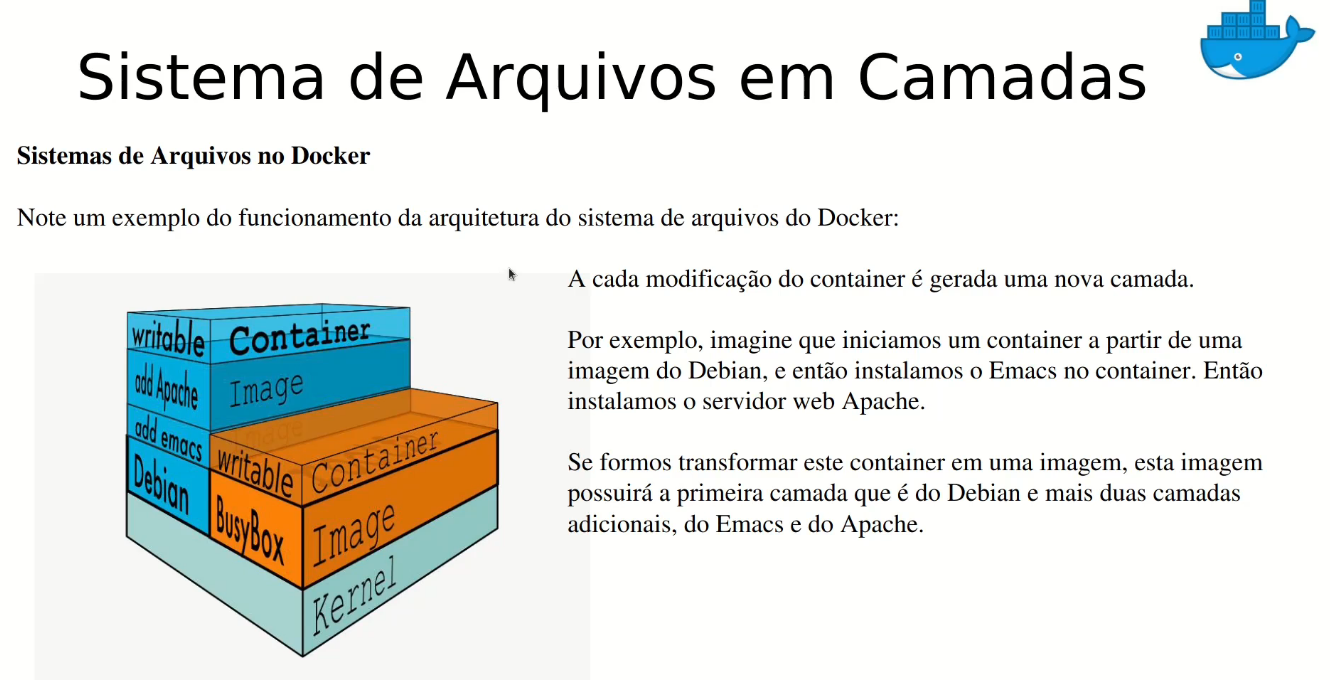 Sistema de Arquivos em Camadas
Sistemas de Arquivos no Docker
Note um exemplo do funcionamento da arquitetura do sistema de arquivos do Docker:
writable Container
add Apache Image
add emacs Image
Debian
writable Container
BusyBox Image
Kernel
A cada modificação do container é gerada uma nova camada.
Por exemplo, imagine que iniciamos um container a partir de uma
imagem do Debian, e então instalamos o Emacs no container. Então
instalamos o servidor web Apache.
Se formos transformar este container em uma imagem, esta imagem
possuirá a primeira camada que é do Debian e mais duas camadas
adicionais, do Emacs e do Apache.